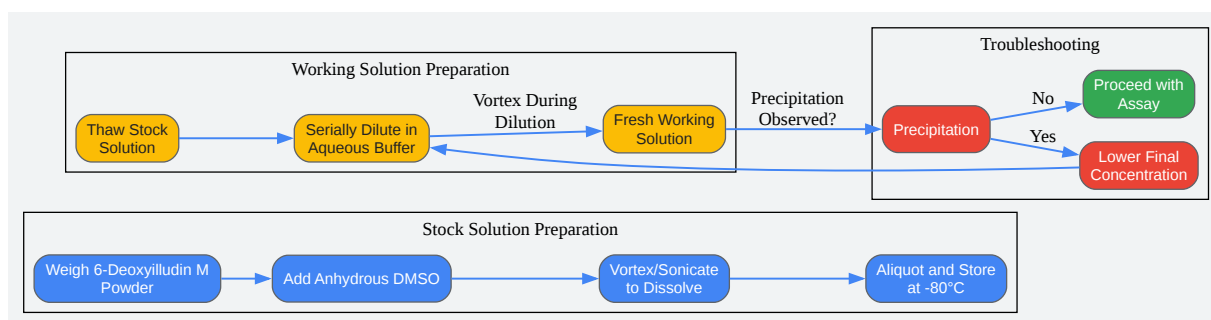 Working Solution Preparation
Thaw Stock
Solution
Serially Dilute in
Aqueous Buffer
Vortex During
Dilution
Fresh Working
Solution
Precipitation
Observed?
Troubleshooting
Precipitation
No
Yes
Proceed with
Assay
Lower Final
Concentration
Stock Solution Preparation
Weigh 6-Deoxyilludin M
Powder
Add Anhydrous DMSO
Vortex/Sonicate
to Dissolve
Aliquot and Store
at -80°C